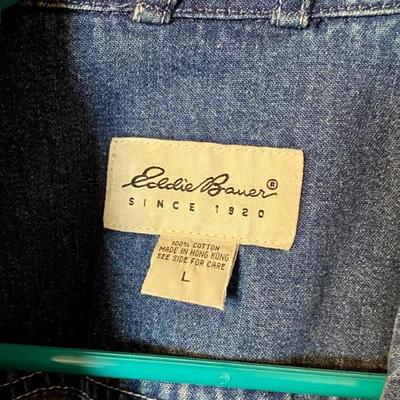 Eddie Bauer®
SINCE 1920
100% COTTON
MADE IN HONG KONG
SEE SIDE FOR CARE
L